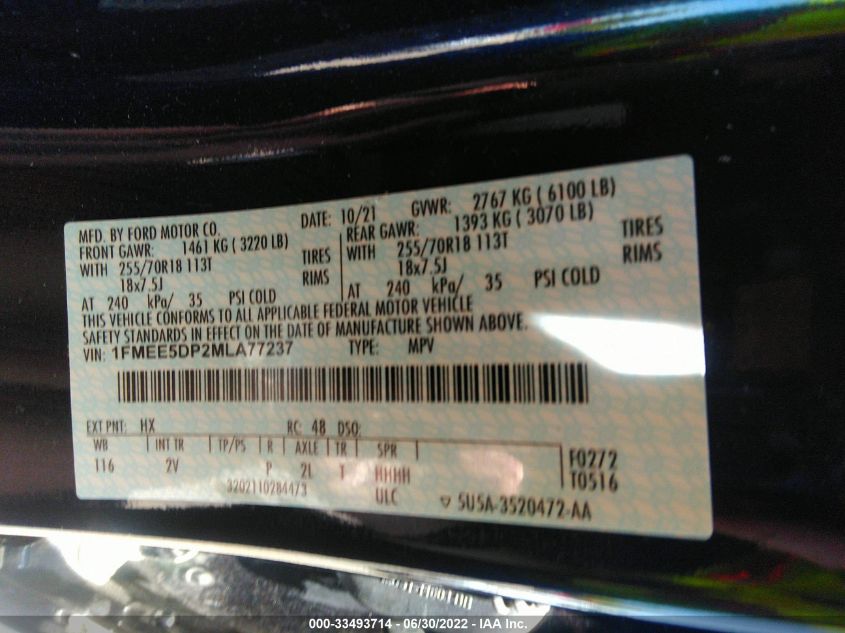 MFD. BY FORD MOTOR CO. DATE: 10/21 GVWR: 2767 KG ( 6100 LB)
FRONT GAWR: 1461 KG ( 3220 LB) REAR GAWR: 1393 KG ( 3070 LB)
WITH 255/70R18 113T TIRES WITH 255/70R18 113T TIRES
18x7.5J RIMS 18x7.5J RIMS
AT 240 kPa/ 35 PSI COLD AT 240 kPa/ 35 PSI COLD
THIS VEHICLE CONFORMS TO ALL APPLICABLE FEDERAL MOTOR VEHICLE
SAFETY STANDARDS IN EFFECT ON THE DATE OF MANUFACTURE SHOWN ABOVE.
VIN: 1FMEE5DP2MLA77237 TYPE: MPV
EXT PNT: HX RC: 48 DSO:
WB INT TR TP/PS R AXLE TR SPR
116 2V P 2L T HHHH
F0272
T0516
3202110284473 ULC 5U5A-3520472-AA
000-33493714 - 06/30/2022 - IAA Inc.